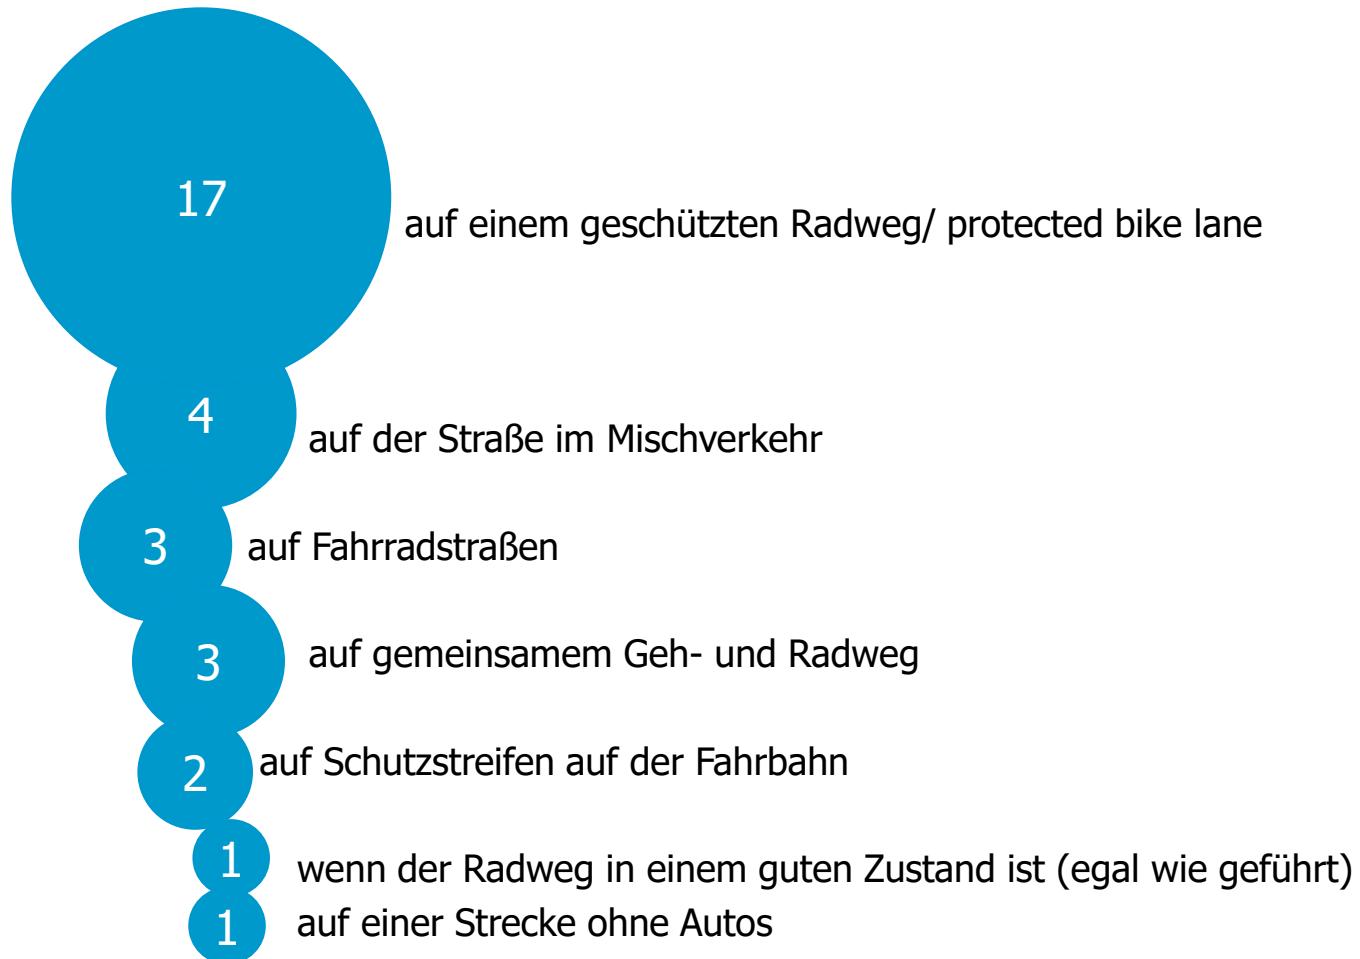 17
auf einem geschützten Radweg/ protected bike lane
4
auf der Straße im Mischverkehr
3
auf Fahrradstraßen
3
auf gemeinsamem Geh- und Radweg
2
auf Schutzstreifen auf der Fahrbahn
1
wenn der Radweg in einem guten Zustand ist (egal wie geführt)
1
auf einer Strecke ohne Autos